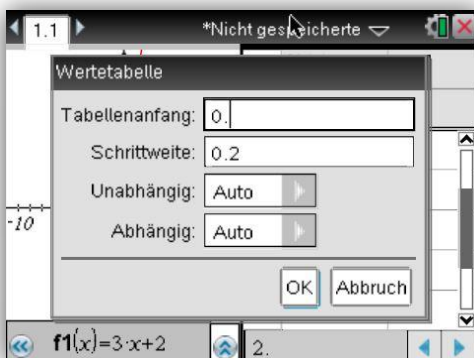 1.1 *Nicht gespeicherte
Wertetabelle
Tabellenanfang: 0.
Schrittweite: 0.2
Unabhängig: Auto
Abhängig: Auto
OK Abbruch
-10
f1(x)=3·x+2 2.